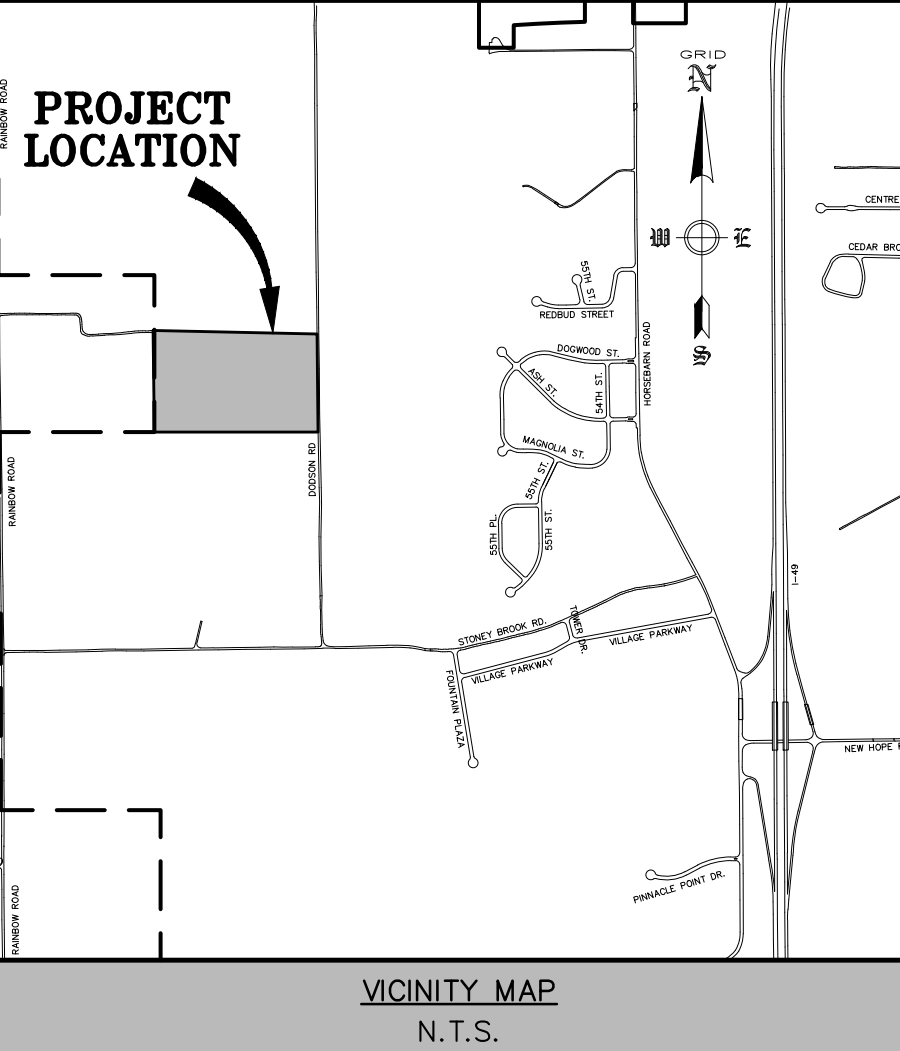 RAINBOW ROAD
PROJECT
LOCATION
GRID
N
W
E
S
CENTRE
CEDAR BRO
55TH ST.
REDBUD STREET
HORSEBARN ROAD
DOGWOOD ST.
ASH ST.
54TH ST.
MAGNOLIA ST.
55TH ST.
55TH PL.
55TH ST.
DODSON RD
RAINBOW ROAD
I-49
STONEY BROOK RD.
TOWER DR.
VILLAGE PARKWAY
VILLAGE PARKWAY
FOUNTAIN PLAZA
NEW HOPE
PINNACLE POINT DR.
RAINBOW ROAD
VICINITY MAP
N.T.S.